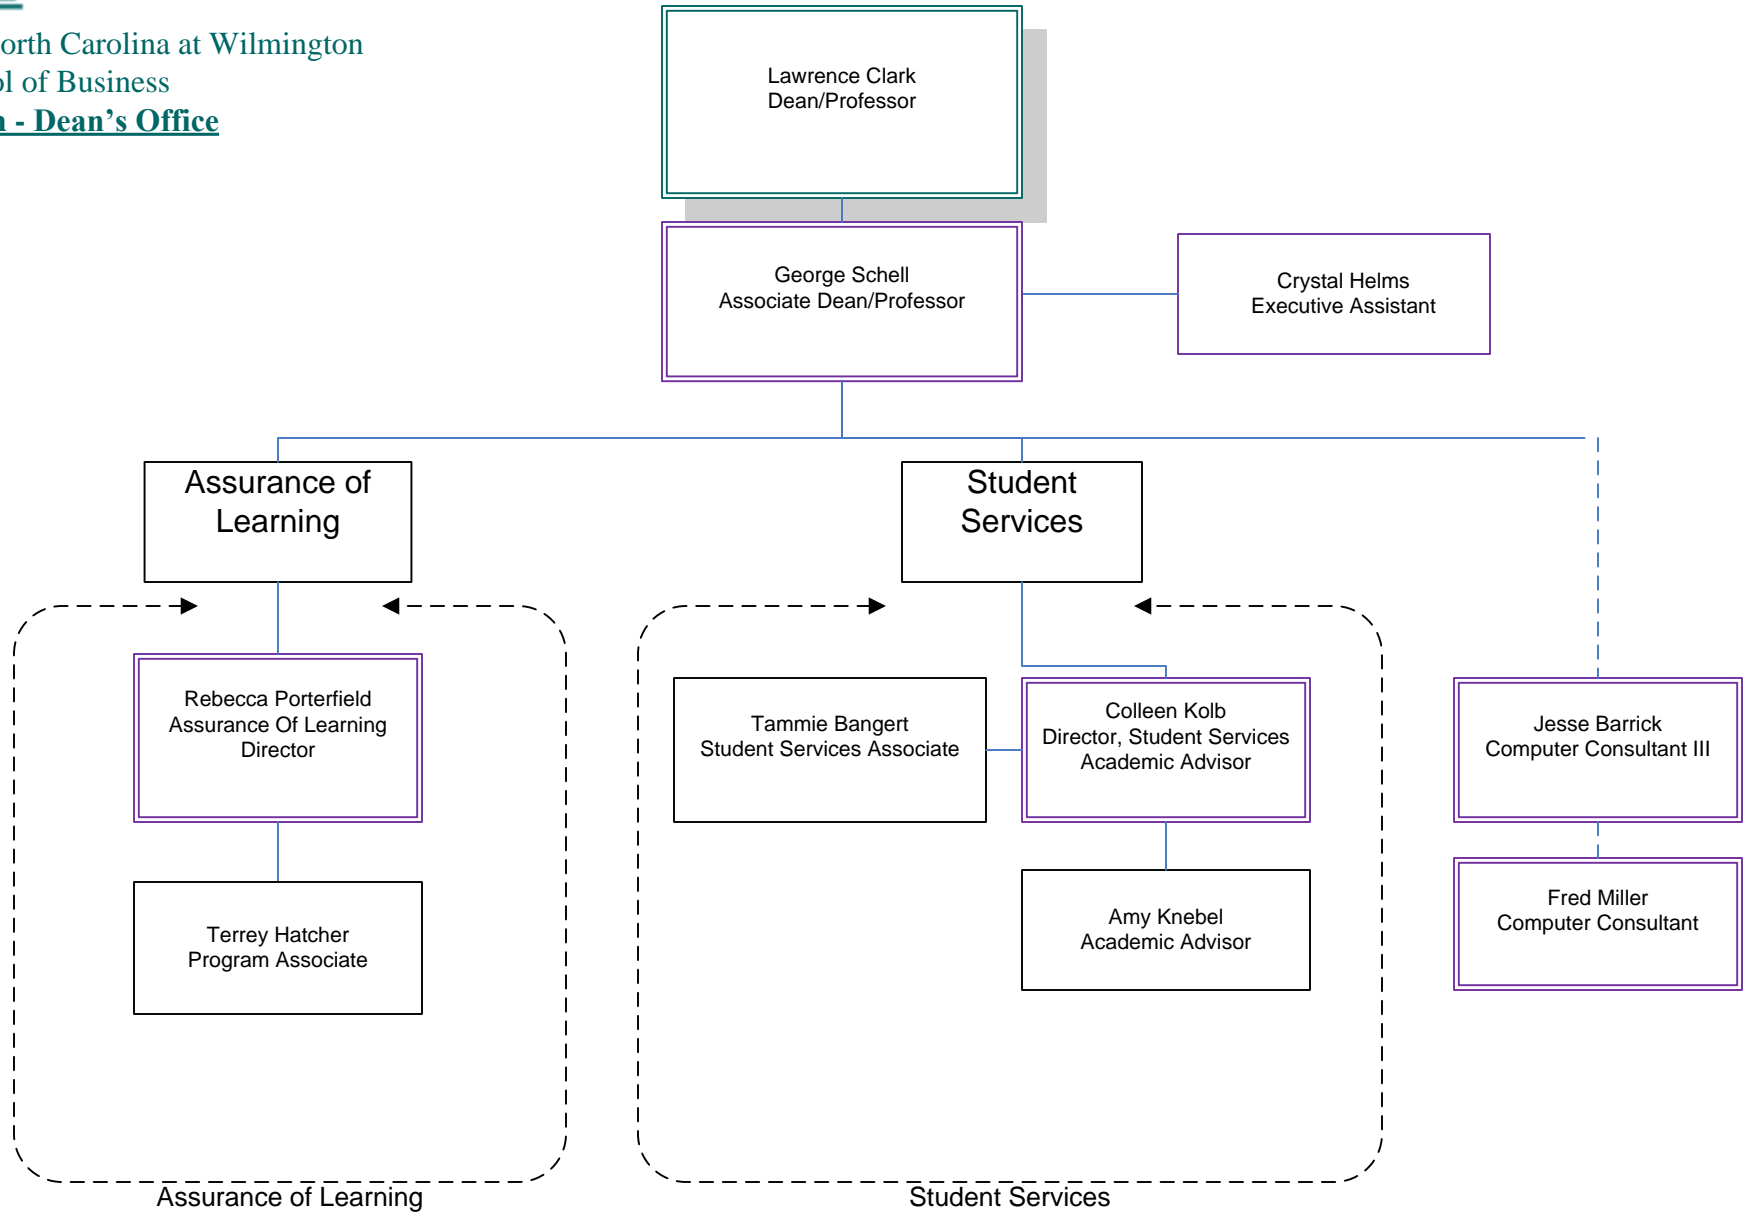 orth Carolina at Wilmington
ol of Business
n - Dean's Office
Lawrence Clark
Dean/Professor
George Schell
Associate Dean/Professor
Crystal Helms
Executive Assistant
Assurance of
Learning
Student
Services
Rebecca Porterfield
Assurance Of Learning
Director
Tammie Bangert
Student Services Associate
Colleen Kolb
Director, Student Services
Academic Advisor
Jesse Barrick
Computer Consultant III
Terrey Hatcher
Program Associate
Amy Knebel
Academic Advisor
Fred Miller
Computer Consultant
Assurance of Learning
Student Services